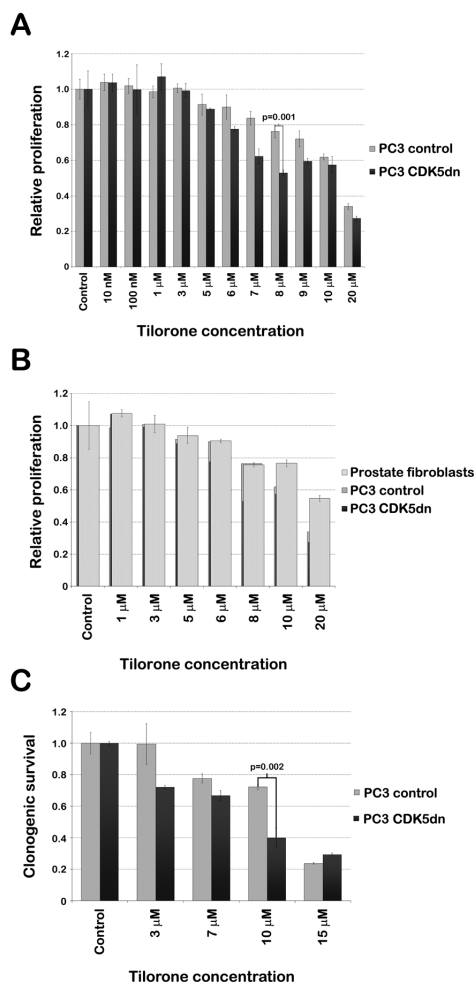 A
Relative proliferation
1.2
1.0
0.8
0.6
0.4
0.2
0
p=0.001
PC3 control
PC3 CDK5dn
Control
10 nM
100 nM
1 µM
3 µM
5 µM
6 µM
7 µM
8 µM
9 µM
10 µM
20 µM
Tilorone concentration
B
Relative proliferation
1.2
1.0
0.8
0.6
0.4
0.2
0
Prostate fibroblasts
PC3 control
PC3 CDK5dn
Control
1 µM
3 µM
5 µM
6 µM
8 µM
10 µM
20 µM
Tilorone concentration
C
Clonogenic survival
1.2
1.0
0.8
0.6
0.4
0.2
0
p=0.002
PC3 control
PC3 CDK5dn
Control
3 µM
7 µM
10 µM
15 µM
Tilorone concentration